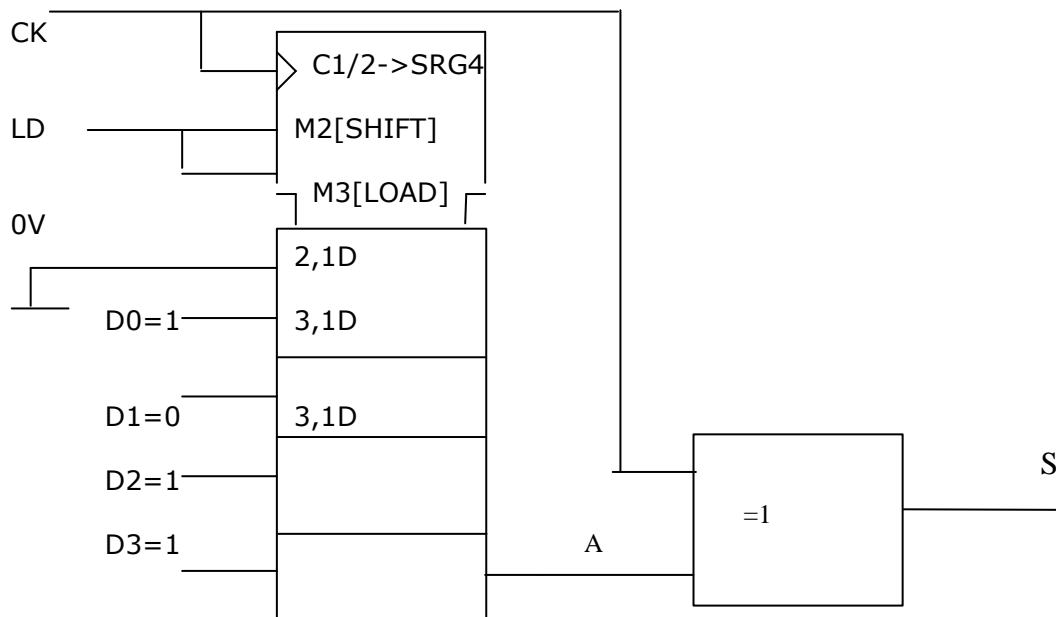 CK
C1/2->SRG4
LD
M2[SHIFT]
M3[LOAD]
0V
2,1D
D0=1
3,1D
D1=0
3,1D
D2=1
D3=1
A
=1
S